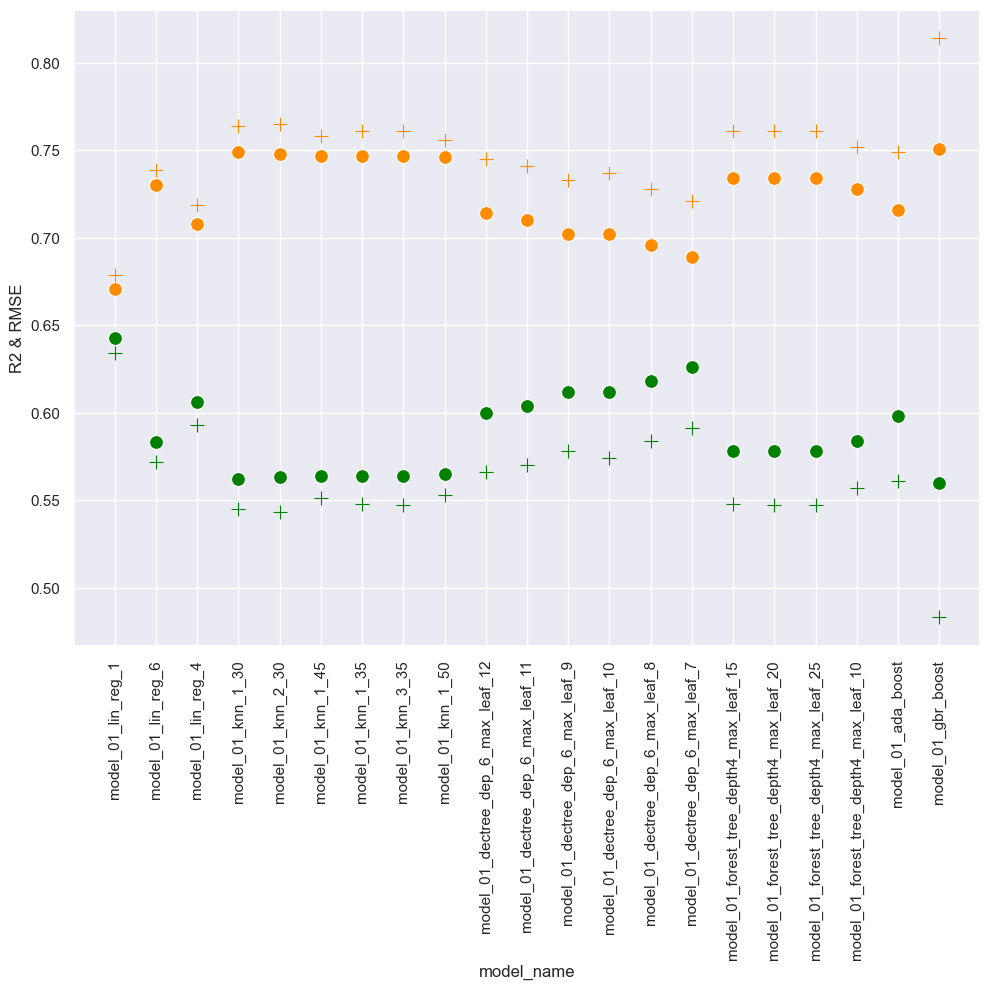 R2 & RMSE
0.80
0.75
0.70
0.65
0.60
0.55
0.50
model_01_lin_reg_1
model_01_lin_reg_6
model_01_lin_reg_4
model_01_knn_1_30
model_01_knn_2_30
model_01_knn_1_45
model_01_knn_1_35
model_01_knn_3_35
model_01_knn_1_50
model_01_dectree_dep_6_max_leaf_12
model_01_dectree_dep_6_max_leaf_11
model_01_dectree_dep_6_max_leaf_9
model_01_dectree_dep_6_max_leaf_10
model_01_dectree_dep_6_max_leaf_8
model_01_dectree_dep_6_max_leaf_7
model_01_forest_tree_depth4_max_leaf_15
model_01_forest_tree_depth4_max_leaf_20
model_01_forest_tree_depth4_max_leaf_25
model_01_forest_tree_depth4_max_leaf_10
model_01_ada_boost
model_01_gbr_boost
model_name